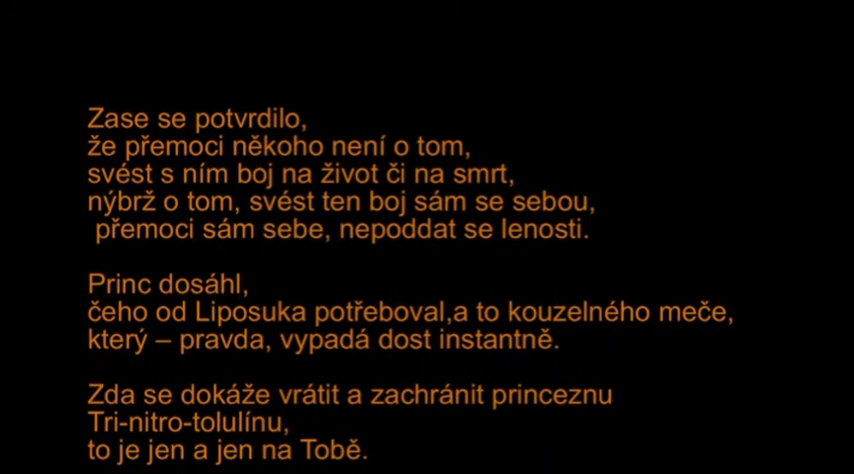 Zase se potvrdilo,
že přemoci někoho není o tom,
svést s ním boj na život či na smrt,
nýbrž o tom, svést ten boj sám se sebou,
přemoci sám sebe, nepoddat se lenosti.
Princ dosáhl,
čeho od Liposuka potřeboval,a to kouzelného meče,
který – pravda, vypadá dost instantně.
Zda se dokáže vrátit a zachránit princeznu
Tri-nitro-tolulínu,
to je jen a jen na Tobě.